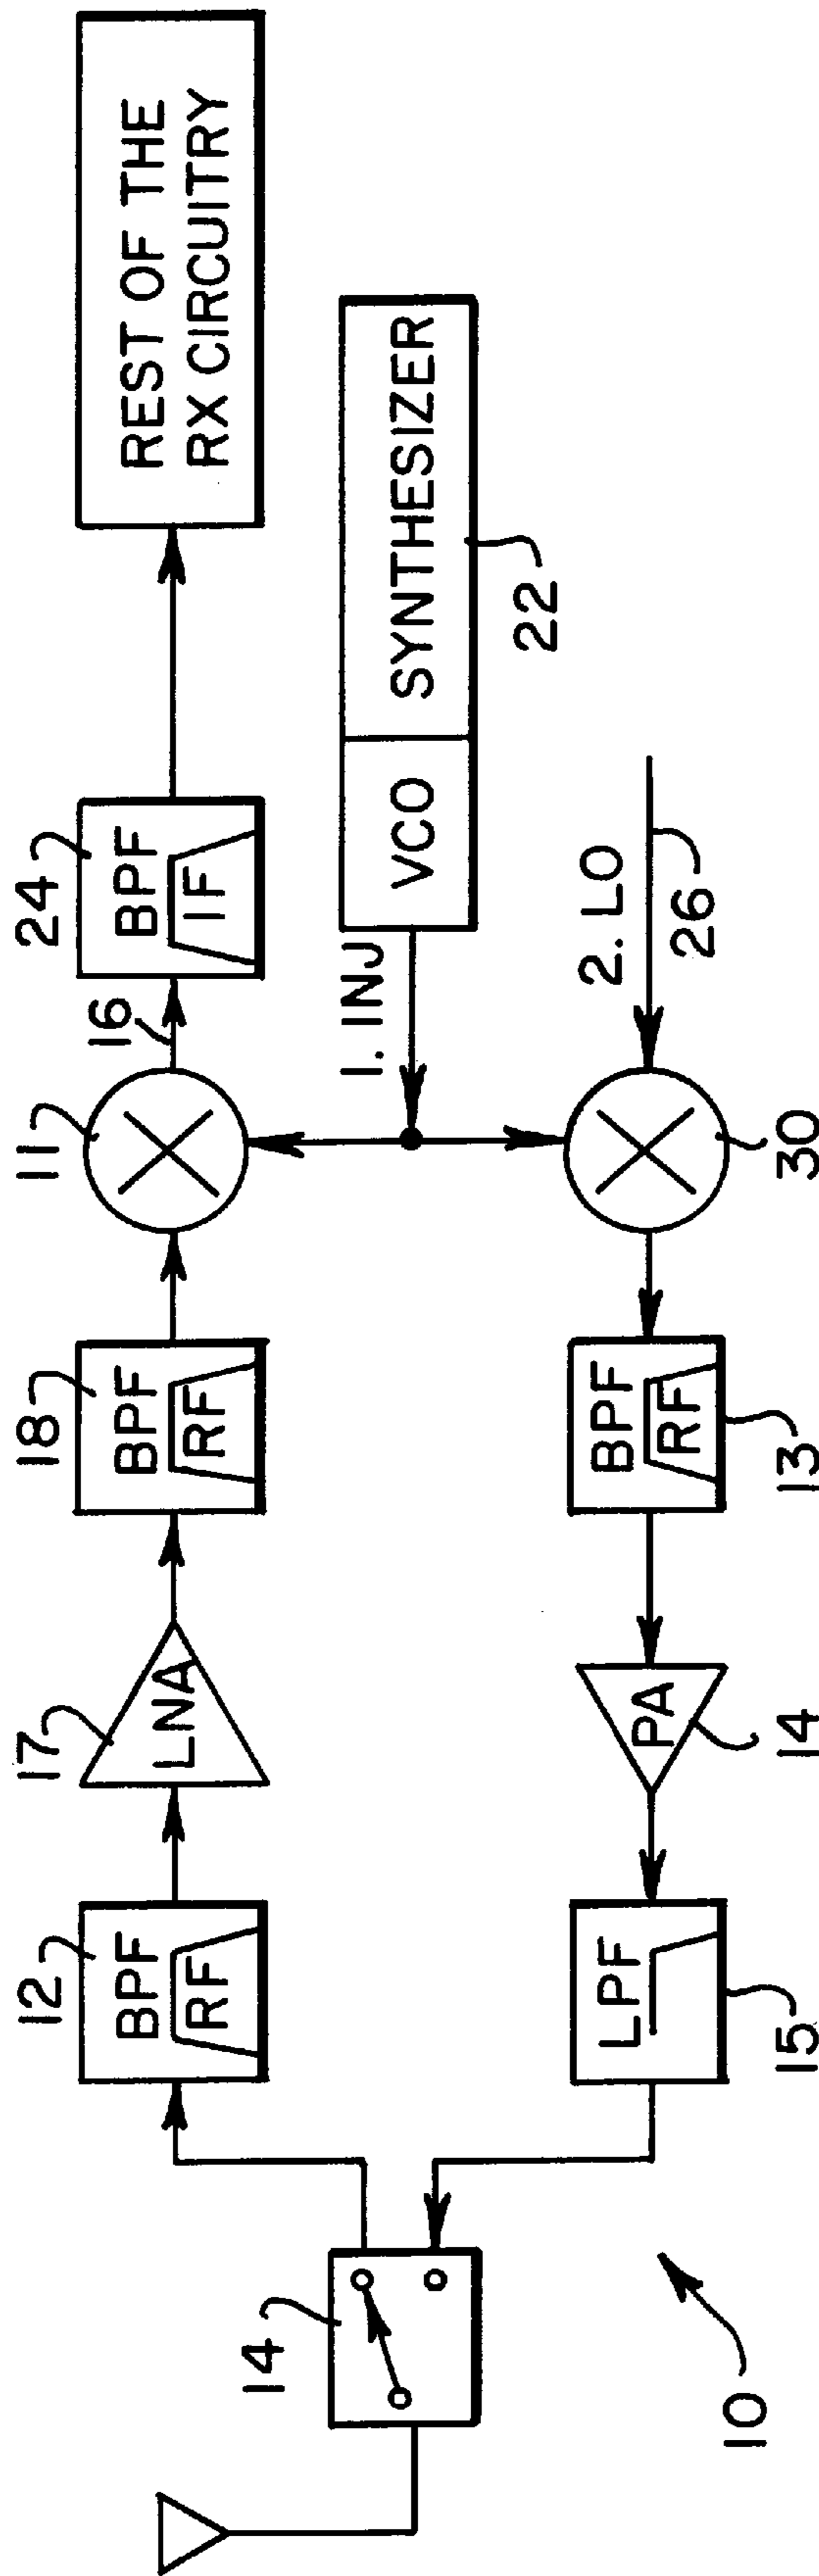 12
BPF
RF
17
LNA
18
BPF
RF
11
16
24
BPF
IF
REST OF THE
RX CIRCUITRY
14
1. INJ
VCO
SYNTHESIZER
22
LPF
15
PA
14
BPF
RF
13
30
2. LO
26
10